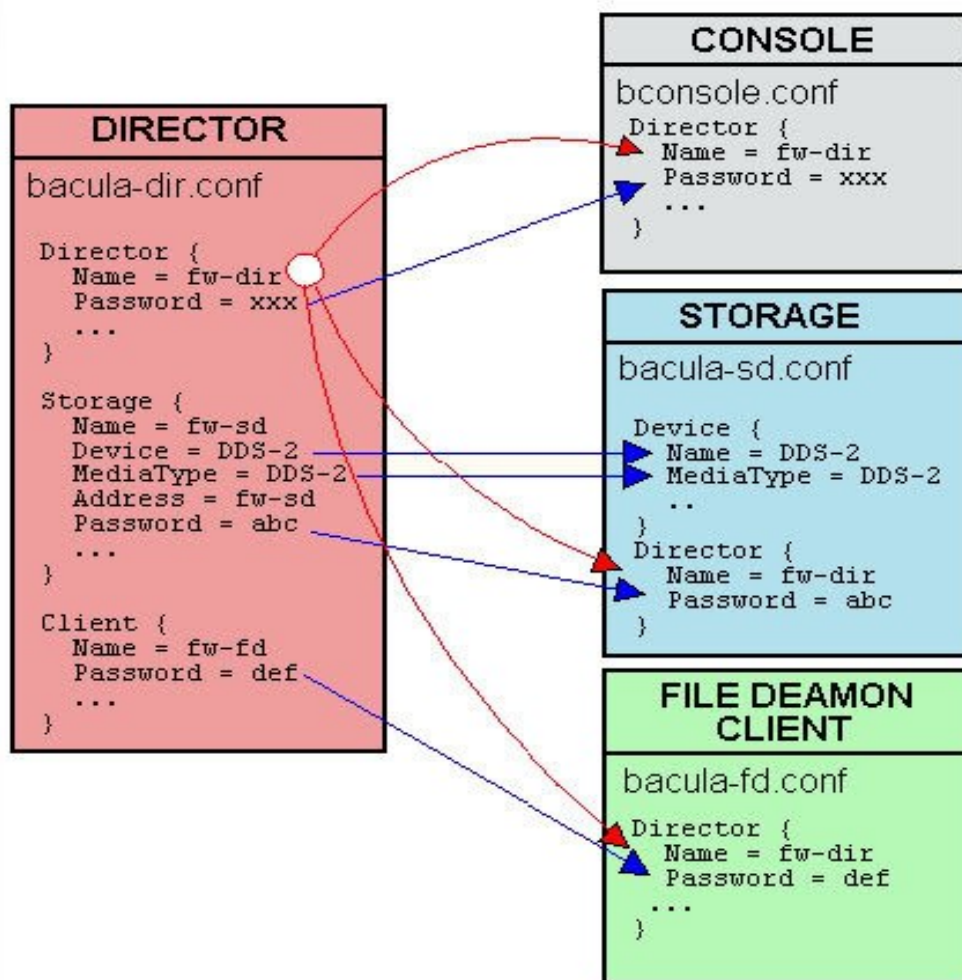 DIRECTOR
bacula-dir.conf
Director {
Name = fw-dir
Password = xxx
...
}
Storage {
Name = fw-sd
Device = DDS-2
MediaType = DDS-2
Address = fw-sd
Password = abc
...
}
Client {
Name = fw-fd
Password = def
...
}
CONSOLE
bconsole.conf
Director {
Name = fw-dir
Password = xxx
...
}
STORAGE
bacula-sd.conf
Device {
Name = DDS-2
MediaType = DDS-2
..
}
Director {
Name = fw-dir
Password = abc
}
FILE DEAMON
CLIENT
bacula-fd.conf
Director {
Name = fw-dir
Password = def
...
}